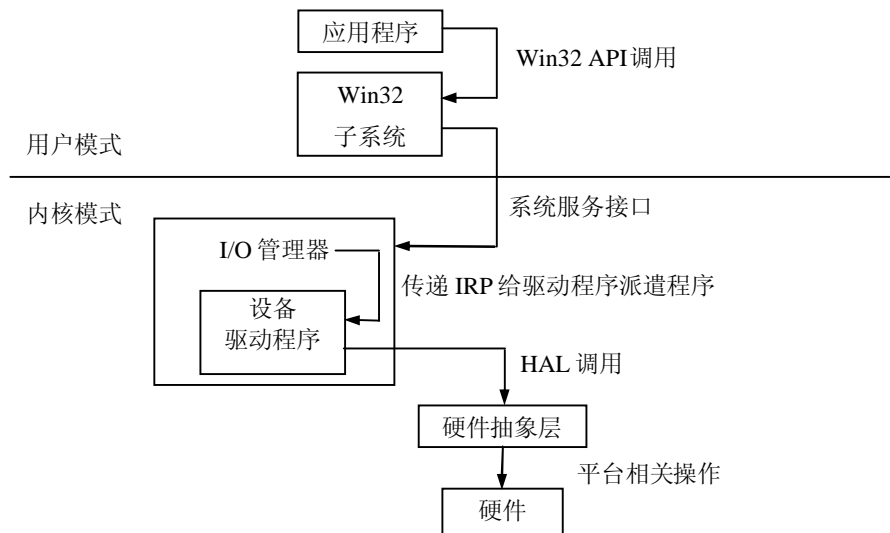 应用程序
Win32 API调用
Win32
子系统
用户模式
系统服务接口
内核模式
I/O 管理器
传递 IRP 给驱动程序派遣程序
设备
驱动程序
HAL 调用
硬件抽象层
平台相关操作
硬件